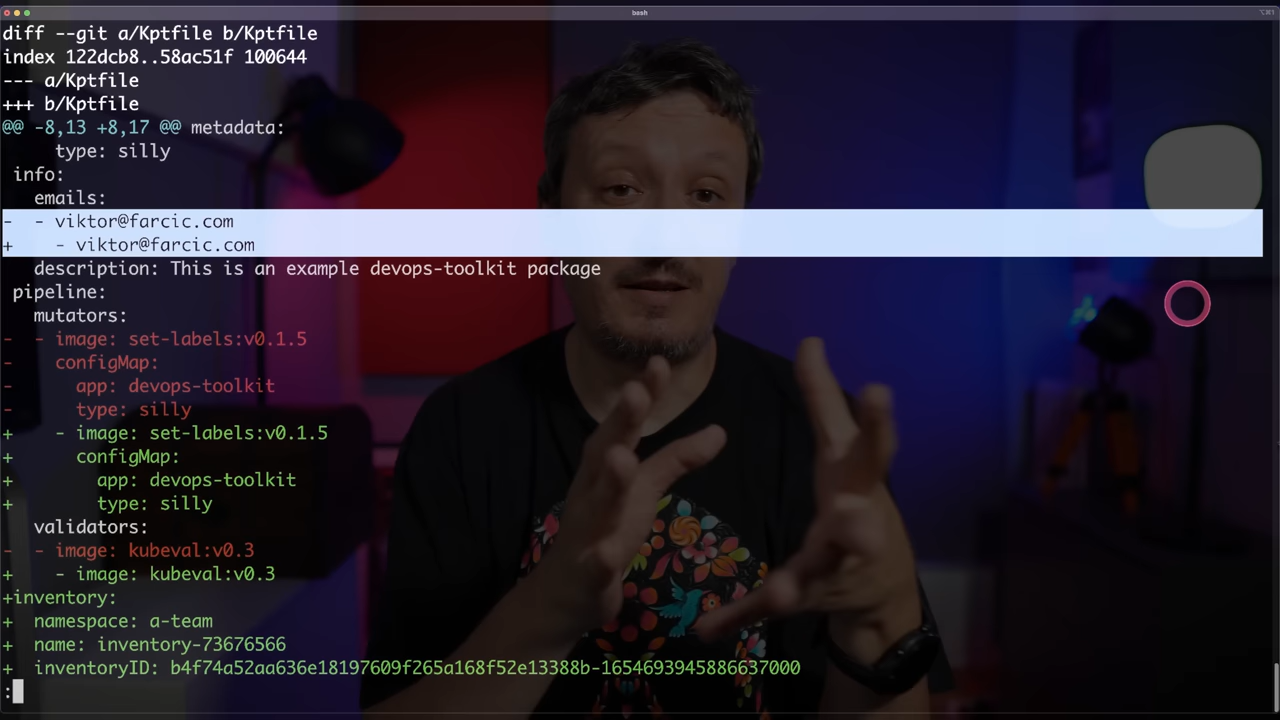 bash
⌥⌘1
diff --git a/Kptfile b/Kptfile
index 122dcb8..58ac51f 100644
--- a/Kptfile
+++ b/Kptfile
@@ -8,13 +8,17 @@ metadata:
     type: silly
 info:
   emails:
-  - viktor@farcic.com
+    - viktor@farcic.com
   description: This is an example devops-toolkit package
 pipeline:
   mutators:
-  - image: set-labels:v0.1.5
-    configMap:
-      app: devops-toolkit
-      type: silly
+    - image: set-labels:v0.1.5
+      configMap:
+        app: devops-toolkit
+        type: silly
   validators:
-  - image: kubeval:v0.3
+    - image: kubeval:v0.3
+inventory:
+  namespace: a-team
+  name: inventory-73676566
+  inventoryID: b4f74a52aa636e18197609f265a168f52e13388b-1654693945886637000
: